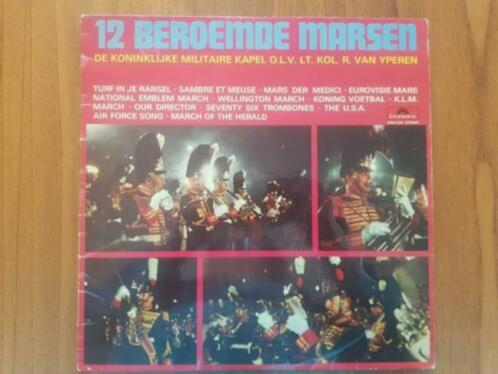 12 BEROEMDE MARSEN
DE KONINKLIJKE MILITAIRE KAPEL O.L.V. LT. KOL. R. VAN YPEREN
TURF IN JE RANSEL - SAMBRE ET MEUSE - MARS DER MEDICI - EUROVISIE MARS
NATIONAL EMBLEM MARCH - WELLINGTON MARCH - KONING VOETBAL - K.L.M.
MARCH - OUR DIRECTOR - SEVENTY SIX TROMBONES - THE U.S.A.
AIR FORCE SONG - MARCH OF THE HERALD
Polydor